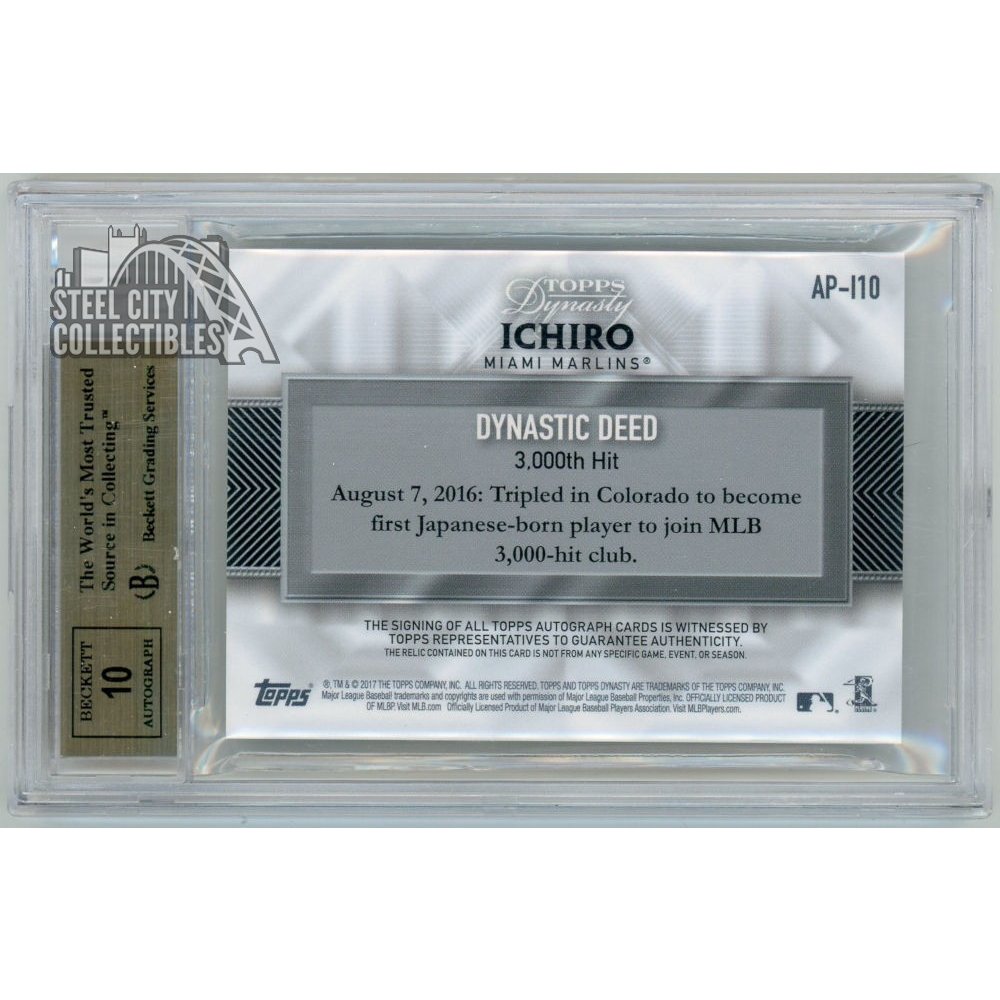 STEEL CITY
COLLECTIBLES
The World's Most Trusted
Source in Collecting™
Beckett Grading Services
B
BECKETT
10
AUTOGRAPH
TOPPS
Dynasty
ICHIRO
MIAMI MARLINS®
AP-I10
DYNASTIC DEED
3,000th Hit
August 7, 2016: Tripled in Colorado to become
first Japanese-born player to join MLB
3,000-hit club.
THE SIGNING OF ALL TOPPS AUTOGRAPH CARDS IS WITNESSED BY
TOPPS REPRESENTATIVES TO GUARANTEE AUTHENTICITY.
THE RELIC CONTAINED ON THIS CARD IS NOT FROM ANY SPECIFIC GAME, EVENT, OR SEASON.
topps
®, TM & © 2017 THE TOPPS COMPANY, INC. ALL RIGHTS RESERVED. TOPPS AND TOPPS DYNASTY ARE TRADEMARKS OF THE TOPPS COMPANY, INC.
Major League Baseball trademarks and copyrights are used with permission of Major League Baseball Properties, Inc. OFFICIALLY LICENSED PRODUCT
OF MLBP. Visit MLB.com Officially Licensed Product of Major League Baseball Players Association. Visit MLBPlayers.com.